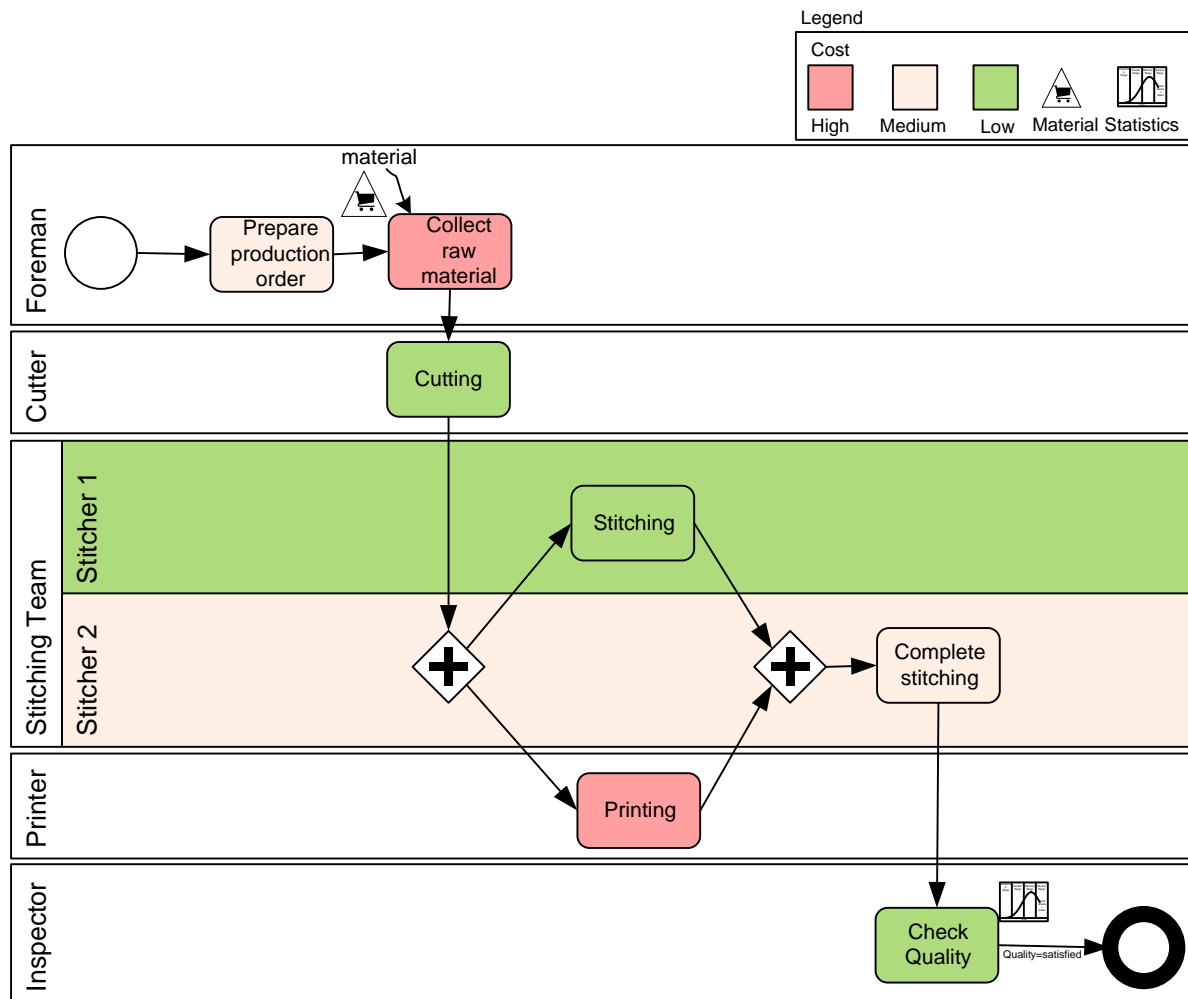 Legend
Cost
High
Medium
Low
Material
Statistics
Foreman
material
Prepare
production
order
Collect
raw
material
Cutter
Cutting
Stitching Team
Stitcher 1
Stitching
Stitcher 2
Complete
stitching
Printer
Printing
Inspector
Check
Quality
Quality=satisfied